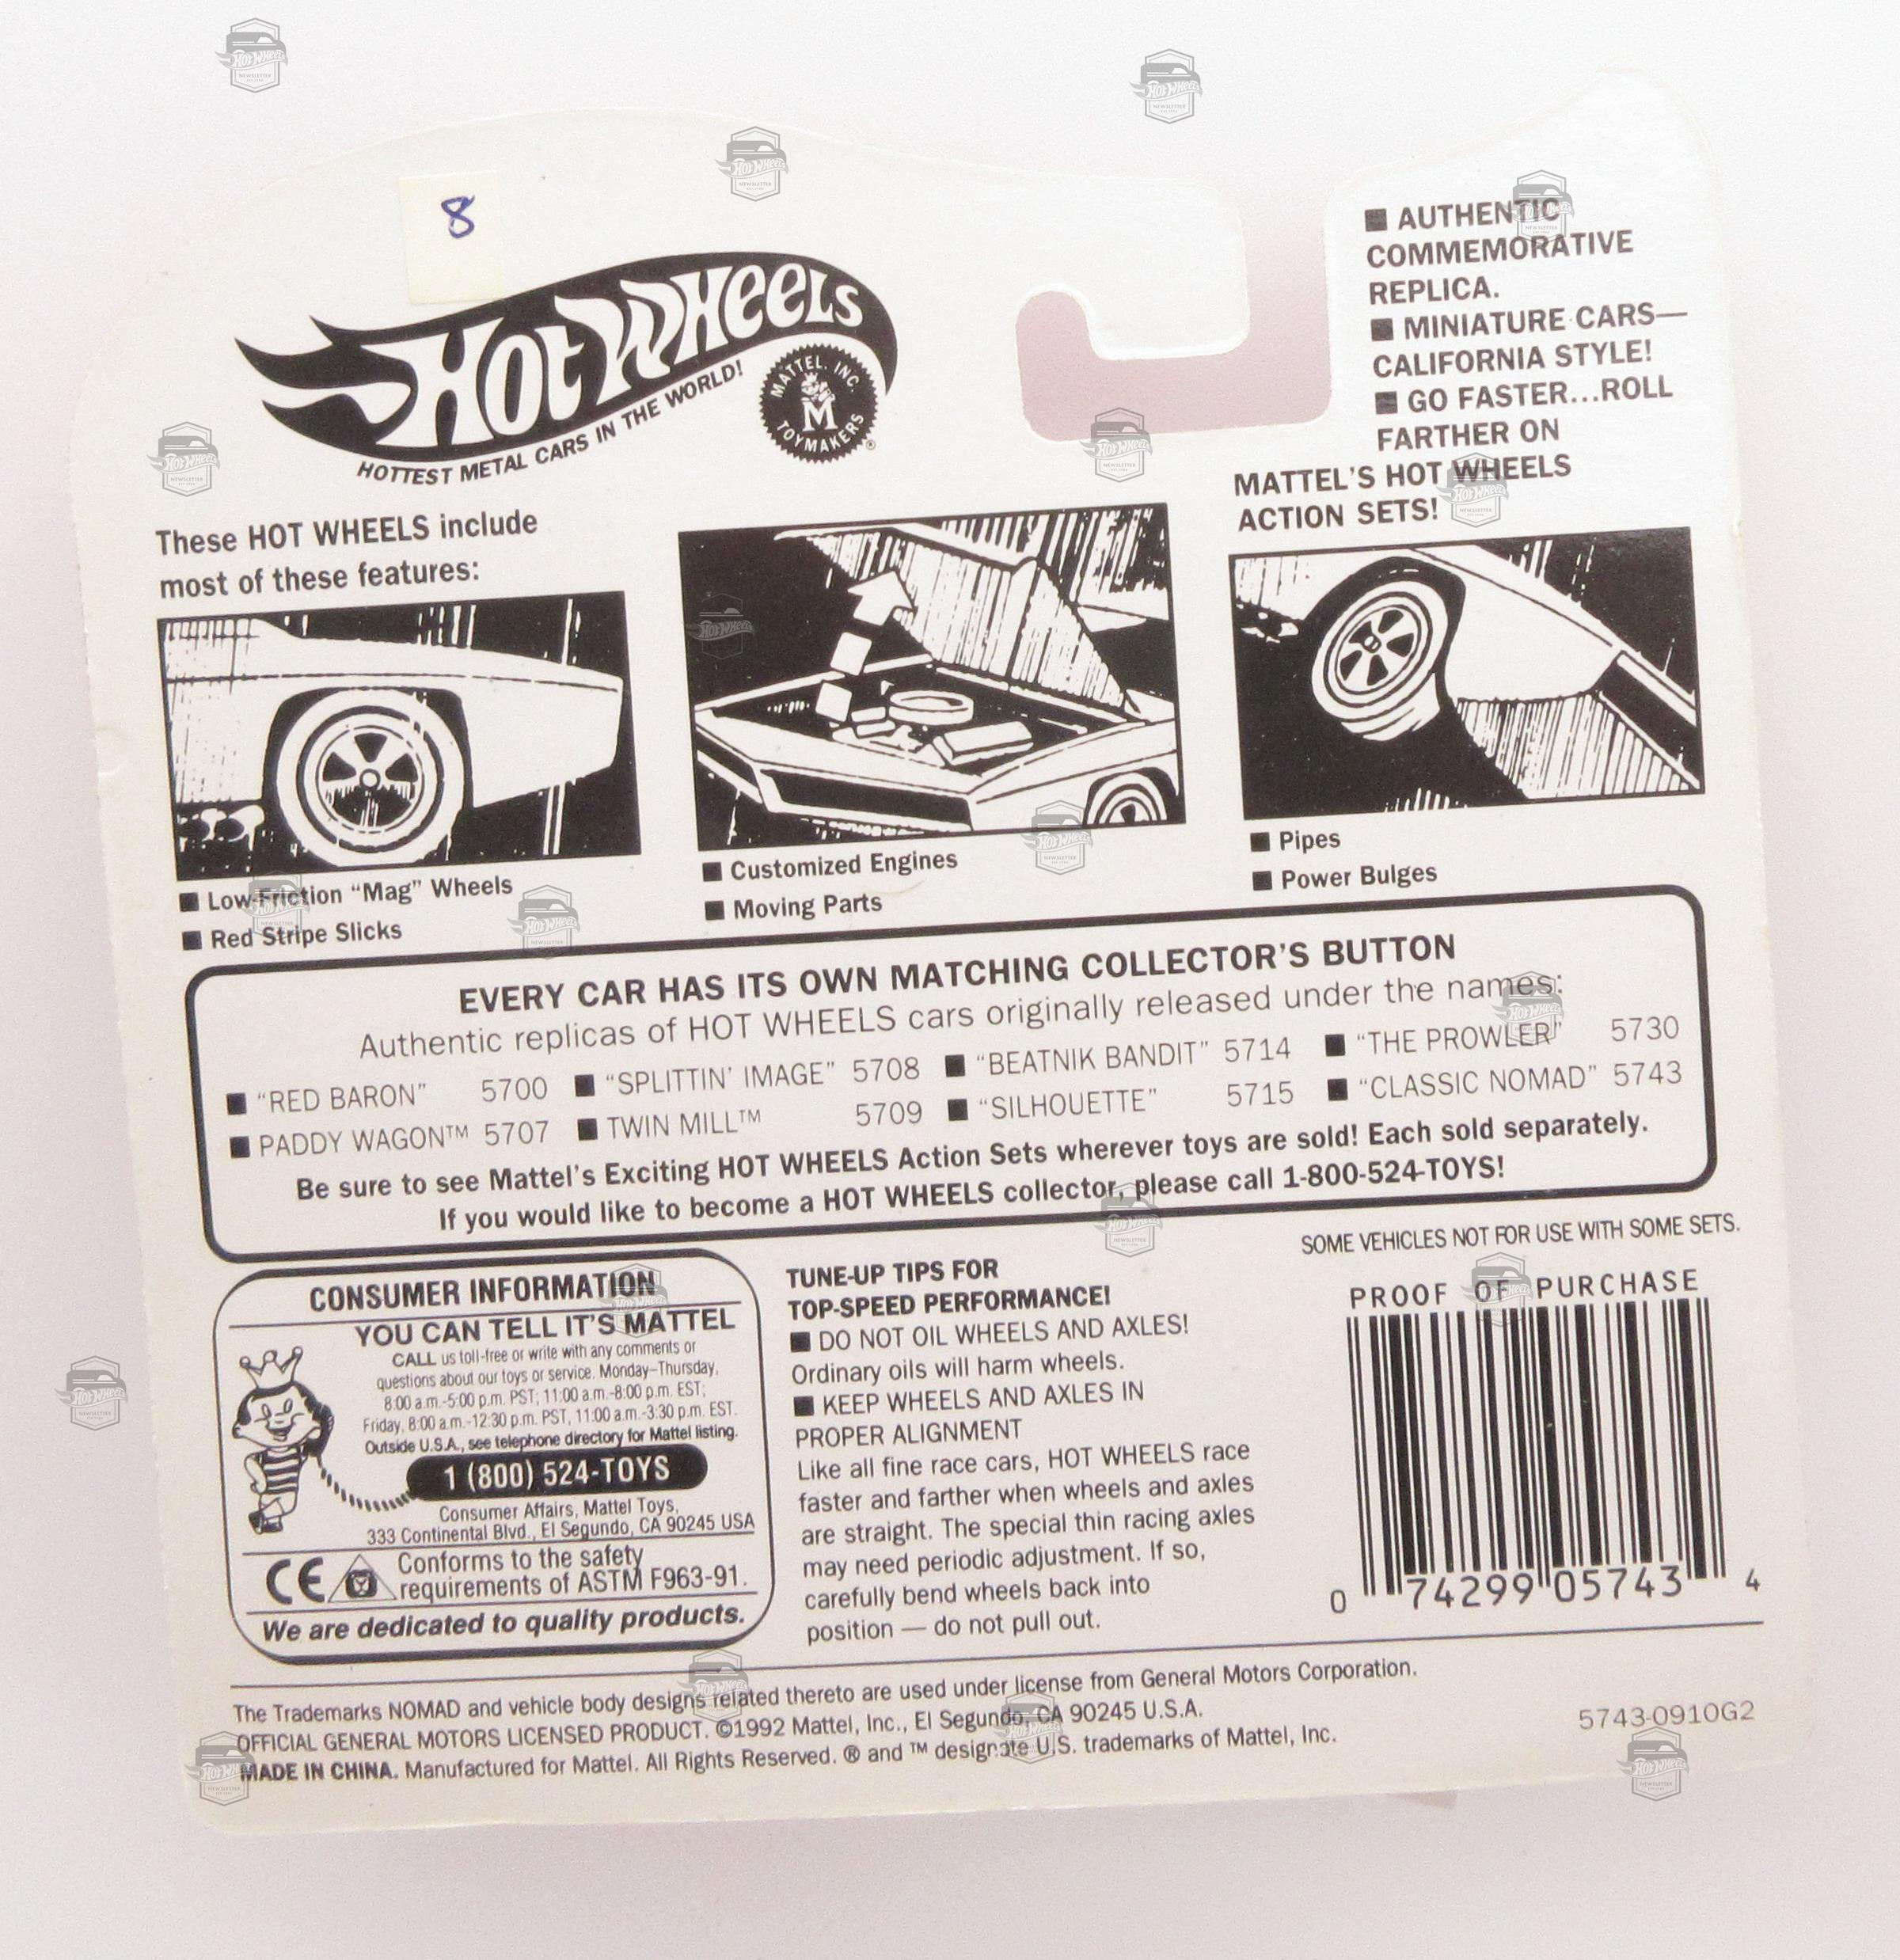 8
HOT WHEELS
HOTTEST METAL CARS IN THE WORLD!
MATTEL, INC.
M
TOYMAKERS
®
■ AUTHENTIC
COMMEMORATIVE
REPLICA.
■ MINIATURE CARS—
CALIFORNIA STYLE!
■ GO FASTER...ROLL
FARTHER ON
MATTEL'S HOT WHEELS
ACTION SETS!
These HOT WHEELS include
most of these features:
■ Low-Friction “Mag” Wheels
■ Red Stripe Slicks
■ Customized Engines
■ Moving Parts
■ Pipes
■ Power Bulges
EVERY CAR HAS ITS OWN MATCHING COLLECTOR'S BUTTON
Authentic replicas of HOT WHEELS cars originally released under the names:
■ “RED BARON” 5700 ■ “SPLITTIN' IMAGE” 5708 ■ “BEATNIK BANDIT” 5714 ■ “THE PROWLER” 5730
■ PADDY WAGON™ 5707 ■ TWIN MILL™ 5709 ■ “SILHOUETTE” 5715 ■ “CLASSIC NOMAD” 5743
Be sure to see Mattel's Exciting HOT WHEELS Action Sets wherever toys are sold! Each sold separately.
If you would like to become a HOT WHEELS collector, please call 1-800-524-TOYS!
CONSUMER INFORMATION
YOU CAN TELL IT'S MATTEL
CALL us toll-free or write with any comments or
questions about our toys or service. Monday–Thursday,
8:00 a.m.-5:00 p.m. PST; 11:00 a.m.-8:00 p.m. EST;
Friday, 8:00 a.m.-12:30 p.m. PST, 11:00 a.m.-3:30 p.m. EST.
Outside U.S.A., see telephone directory for Mattel listing.
1 (800) 524-TOYS
Consumer Affairs, Mattel Toys,
333 Continental Blvd., El Segundo, CA 90245 USA
CE Conforms to the safety
requirements of ASTM F963-91.
We are dedicated to quality products.
TUNE-UP TIPS FOR
TOP-SPEED PERFORMANCE!
■ DO NOT OIL WHEELS AND AXLES!
Ordinary oils will harm wheels.
■ KEEP WHEELS AND AXLES IN
PROPER ALIGNMENT
Like all fine race cars, HOT WHEELS race
faster and farther when wheels and axles
are straight. The special thin racing axles
may need periodic adjustment. If so,
carefully bend wheels back into
position — do not pull out.
SOME VEHICLES NOT FOR USE WITH SOME SETS.
PROOF OF PURCHASE
0 74299 05743 4
The Trademarks NOMAD and vehicle body designs related thereto are used under license from General Motors Corporation.
OFFICIAL GENERAL MOTORS LICENSED PRODUCT. ©1992 Mattel, Inc., El Segundo, CA 90245 U.S.A.
MADE IN CHINA. Manufactured for Mattel. All Rights Reserved. ® and ™ designate U.S. trademarks of Mattel, Inc.
5743-0910G2